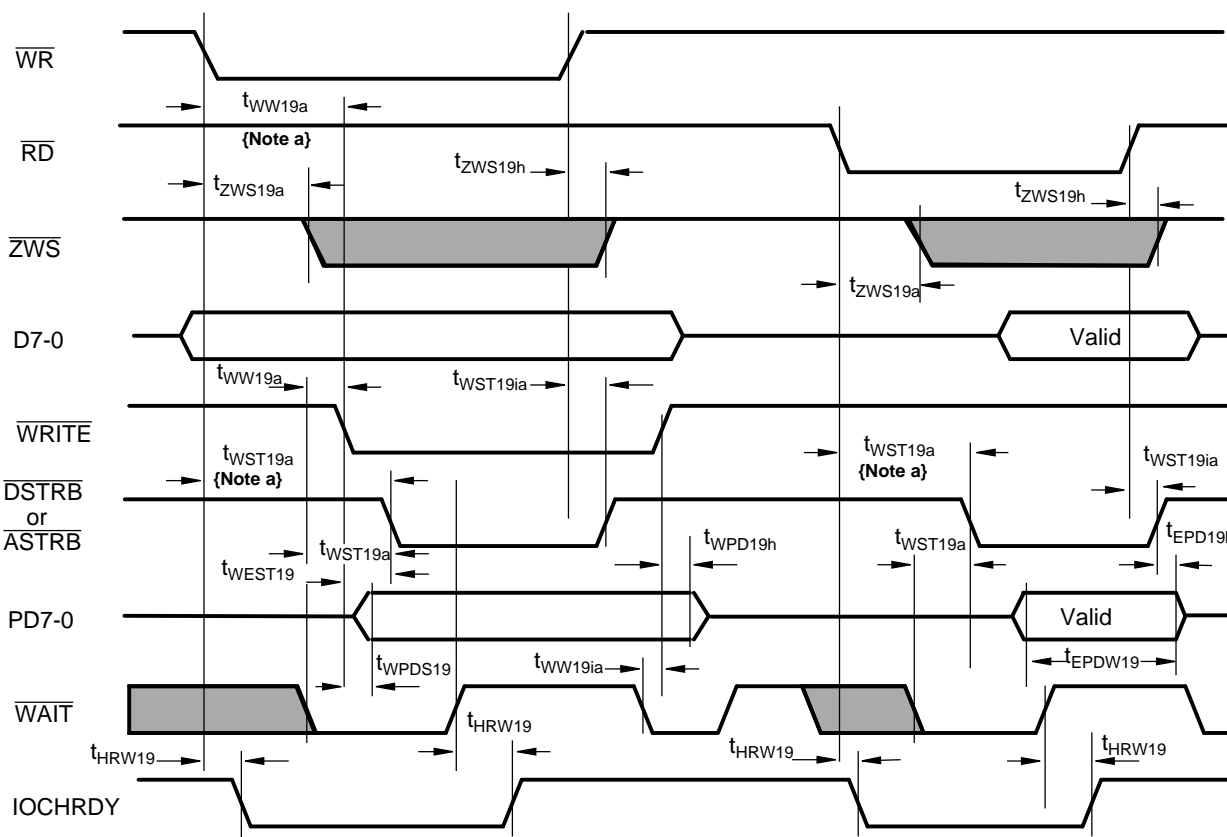 WR
tWW19a
{Note a}
RD
tZWS19a
tZWS19h
tZWS19h
ZWS
tZWS19a
D7-0
Valid
tWW19a
tWST19ia
WRITE
tWST19a
{Note a}
tWST19a
{Note a}
tWST19ia
DSTRB
or
ASTRB
tWST19a
tWPD19h
tWST19a
tEPD19
tWEST19
PD7-0
Valid
tWPDS19
tWW19ia
tEPDW19
WAIT
tHRW19
tHRW19
tHRW19
tHRW19
IOCHRDY